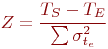 Z = \frac{T_S - T_E}{\sum \sigma_{t_e}^2}